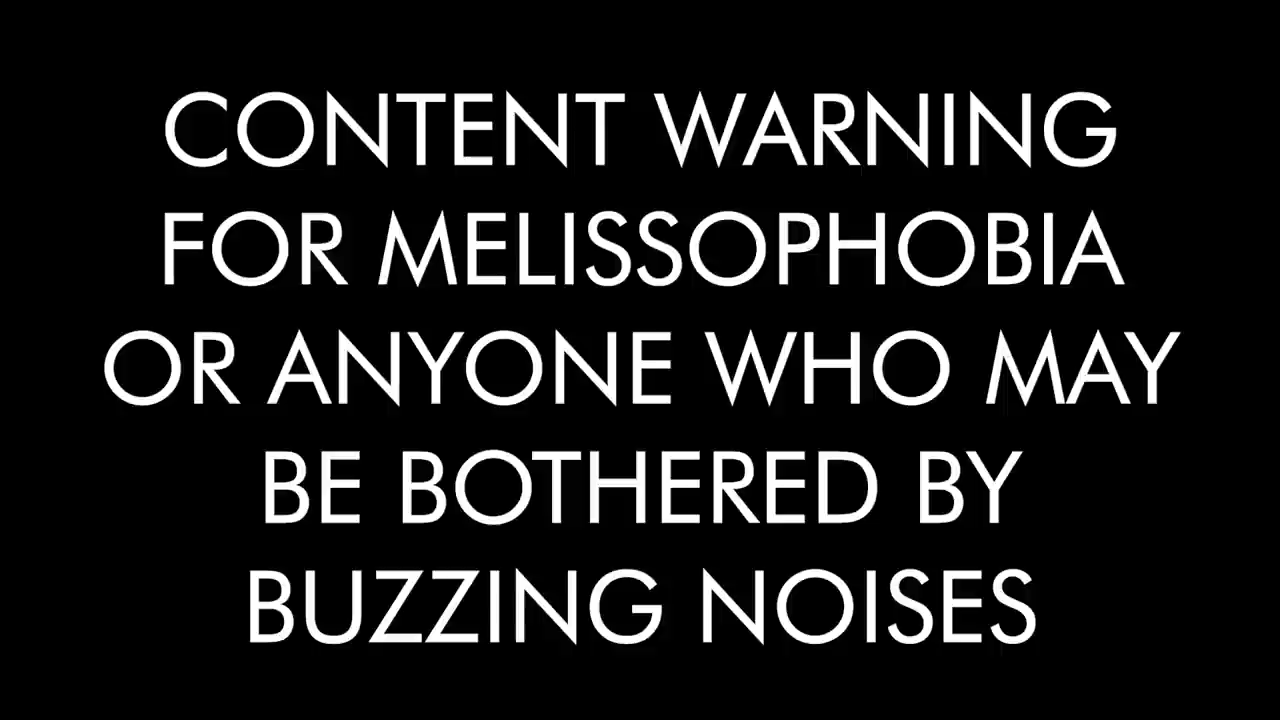 CONTENT WARNING
FOR MELISSOPHOBIA
OR ANYONE WHO MAY
BE BOTHERED BY
BUZZING NOISES